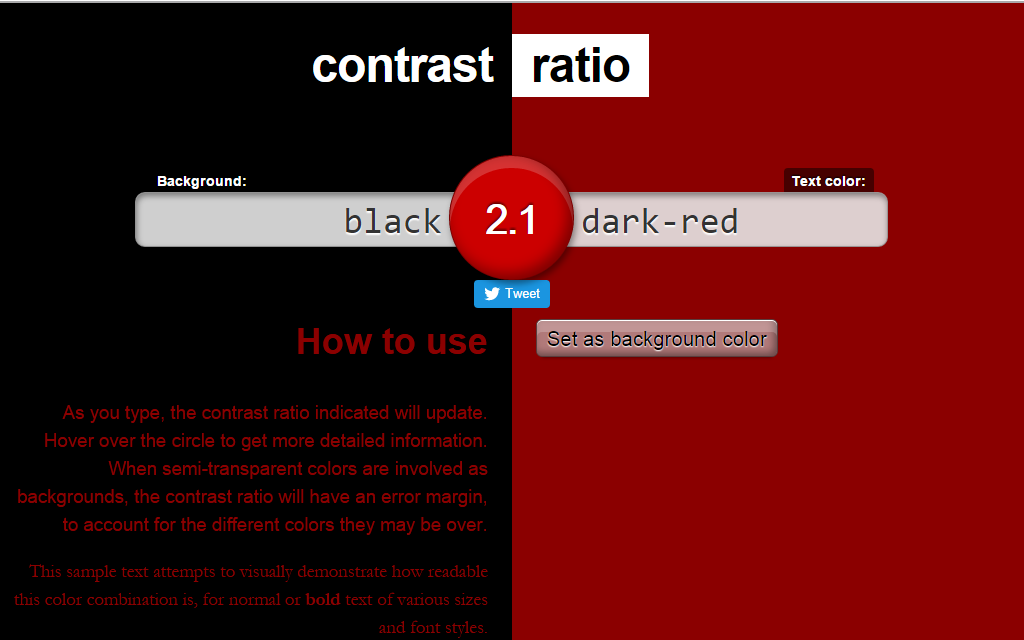 contrast ratio
Background:
Text color:
black 2.1 dark-red
Tweet
How to use
Set as background color
As you type, the contrast ratio indicated will update.
Hover over the circle to get more detailed information.
When semi-transparent colors are involved as
backgrounds, the contrast ratio will have an error margin,
to account for the different colors they may be over.
This sample text attempts to visually demonstrate how readable
this color combination is, for normal or bold text of various sizes
and font styles.